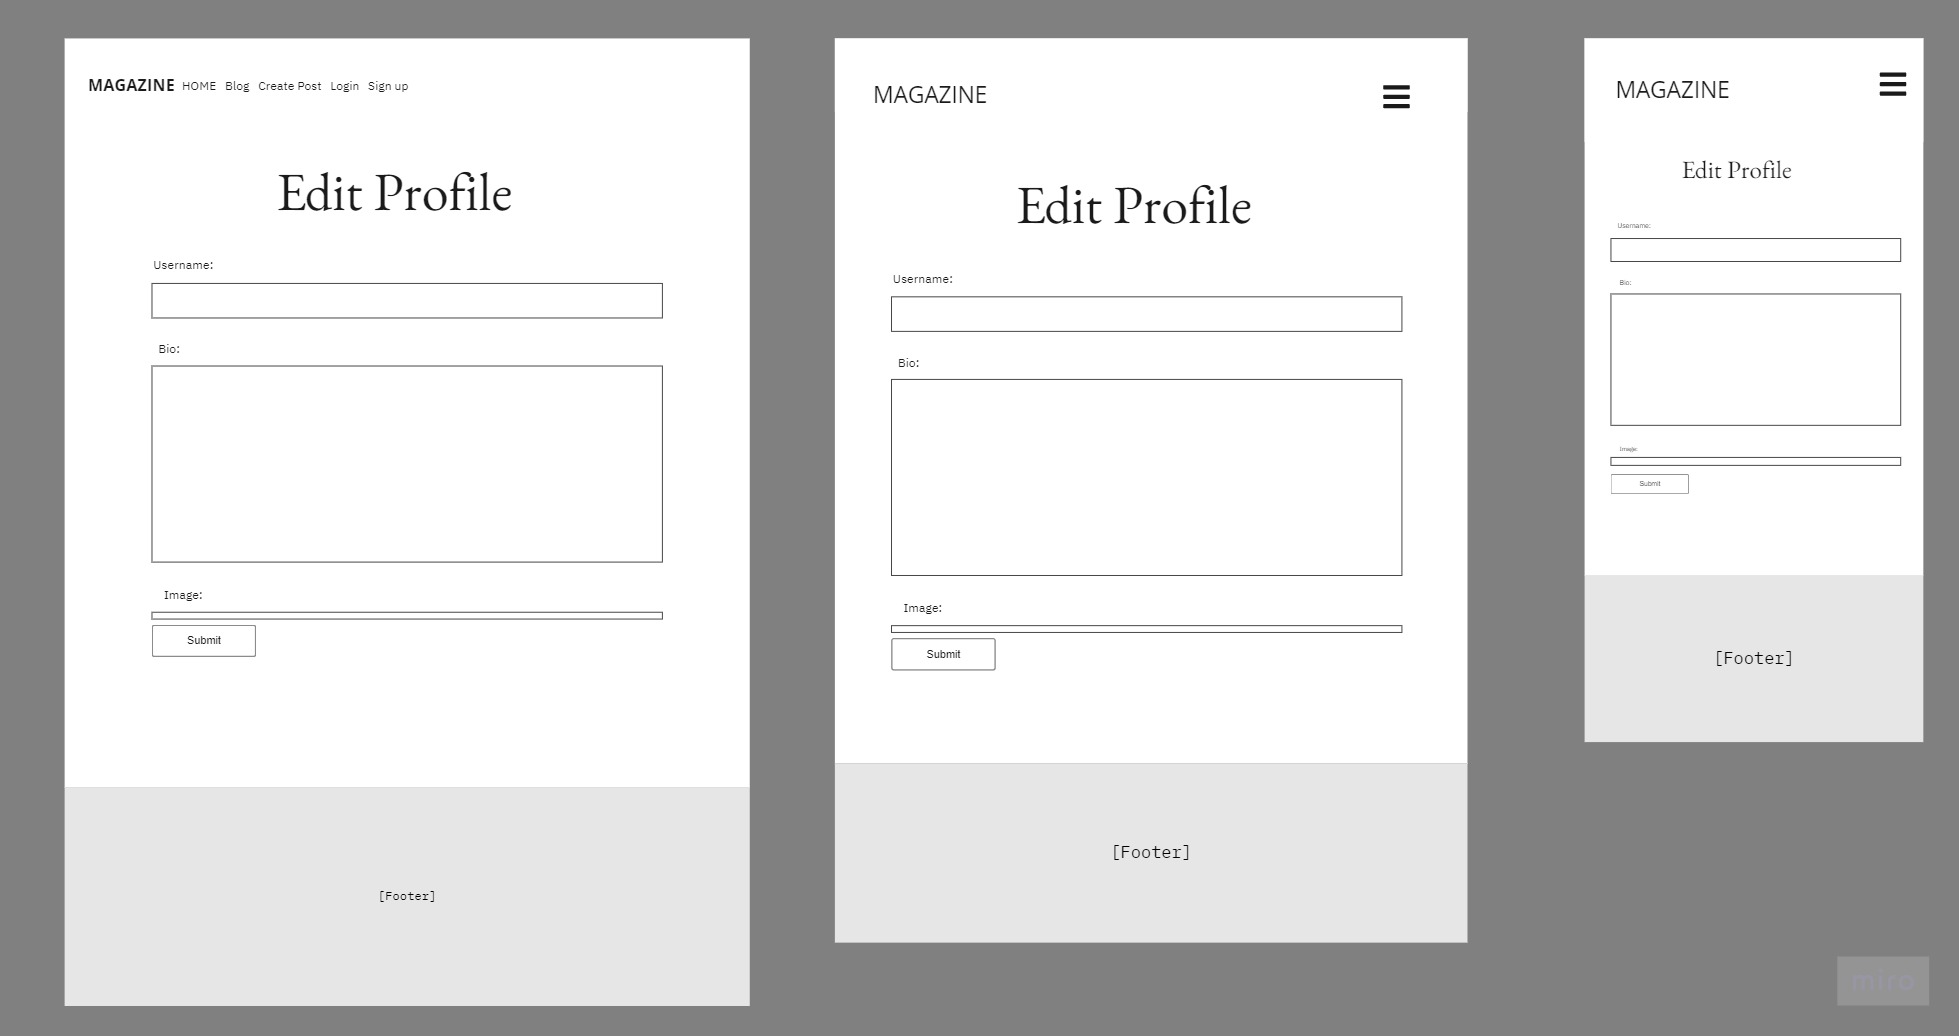 MAGAZINE HOME Blog Create Post Login Sign up
Edit Profile
Username:
Bio:
Image:
Submit
[Footer]
MAGAZINE
Edit Profile
Username:
Bio:
Image:
Submit
[Footer]
MAGAZINE
Edit Profile
Username:
Bio:
Image:
Submit
[Footer]
miro